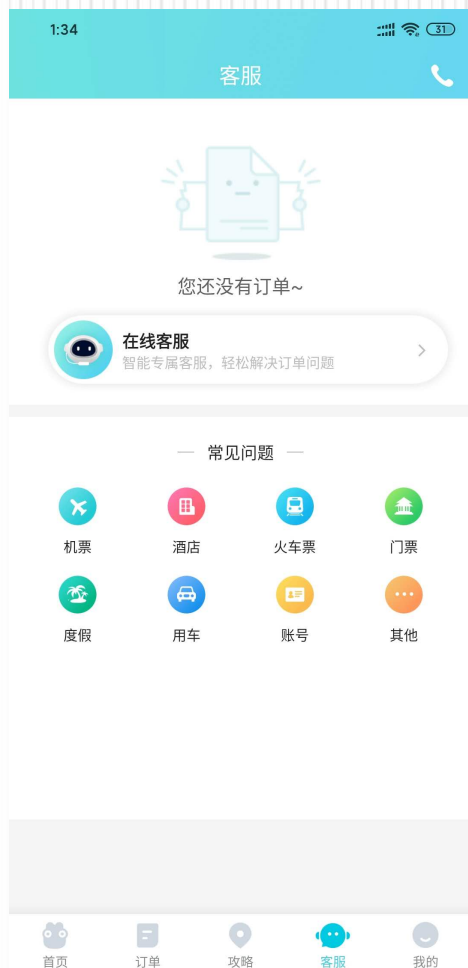 1:34
31
客服
您还没有订单~
在线客服
智能专属客服，轻松解决订单问题
常见问题
机票 酒店 火车票 门票
度假 用车 账号 其他
首页 订单 攻略 客服 我的